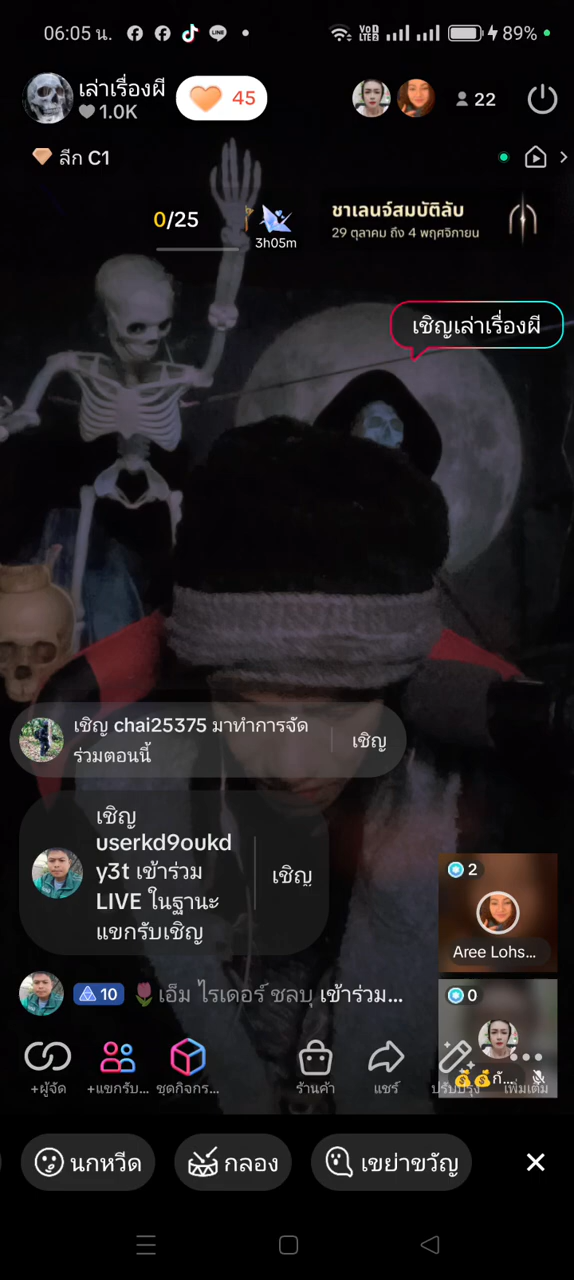 06:05 น.
VoD LTE2
89%
เล่าเรื่องผี
1.0K
45
22
ลีก C1
0/25
3h05m
ชาเลนจ์สมบัติลับ
29 ตุลาคม ถึง 4 พฤศจิกายน
เชิญเล่าเรื่องผี
เชิญ chai25375 มาทำการจัด
ร่วมตอนนี้
เชิญ
เชิญ
userkd9oukd
y3t เข้าร่วม
LIVE ในฐานะ
แขกรับเชิญ
เชิญ
2
Aree Lohs...
10 🌷เอ็ม ไรเดอร์ ชลบุ เข้าร่วม...
0
💰💰กั...
+ผู้จัด
+แขกรับ...
ชุดกิจกร...
ร้านค้า
แชร์
ปรับปรุง
เพิ่มเติม
นกหวีด
กลอง
เขย่าขวัญ